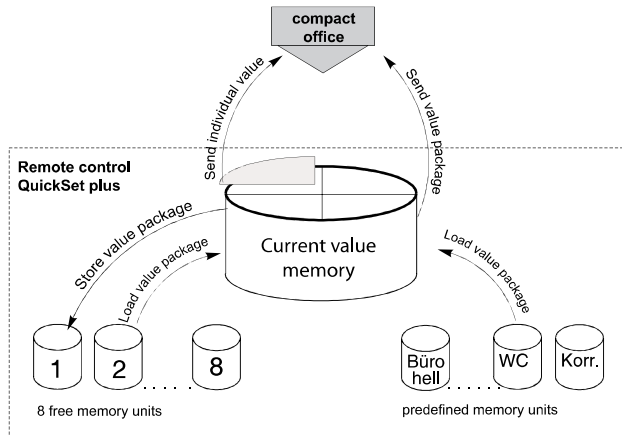 compact
office
Send individual value
Send value package
Remote control
QuickSet plus
Store value package
Load value package
Current value
memory
Load value package
1
2
8
Büro
hell
WC
Korr.
8 free memory units
predefined memory units